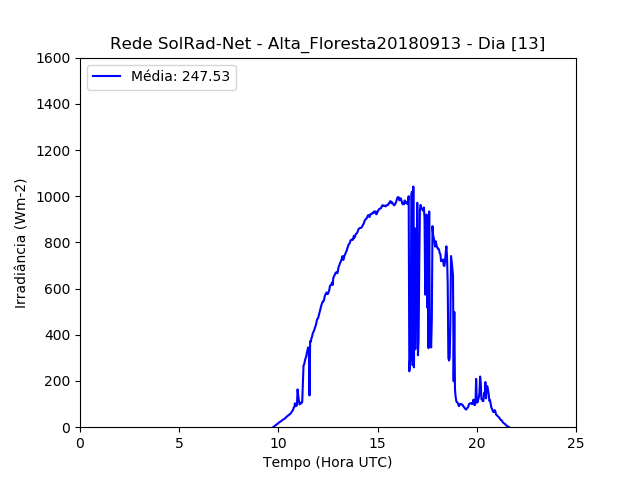 Rede SolRad-Net - Alta_Floresta20180913 - Dia [13]
Média: 247.53
1600
1400
1200
1000
800
600
400
200
0
Irradiância (Wm-2)
0 5 10 15 20 25
Tempo (Hora UTC)